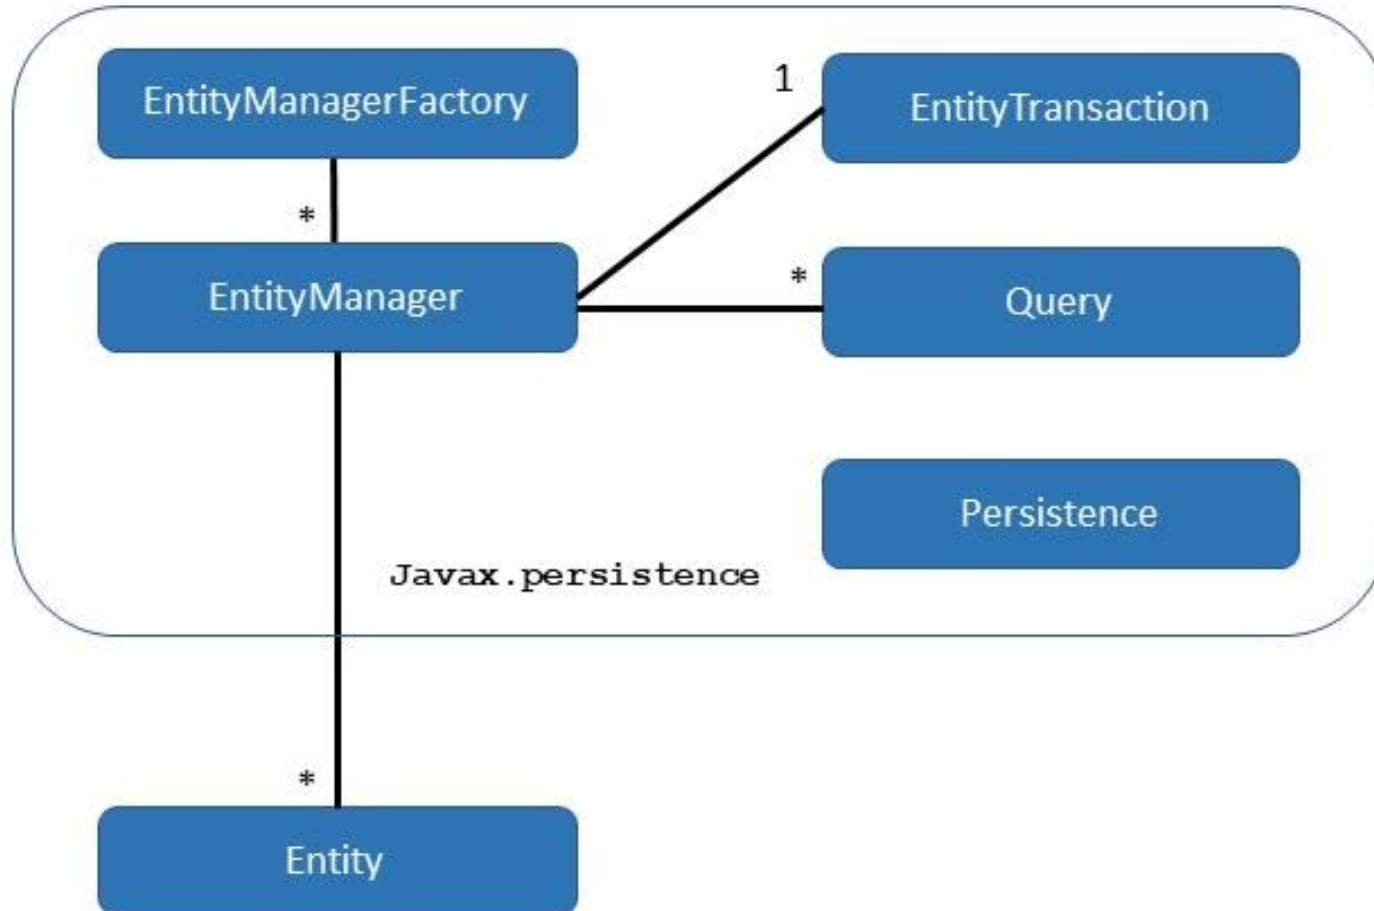 EntityManagerFactory
1
EntityTransaction
*
EntityManager
*
Query
Persistence
Javax.persistence
*
Entity